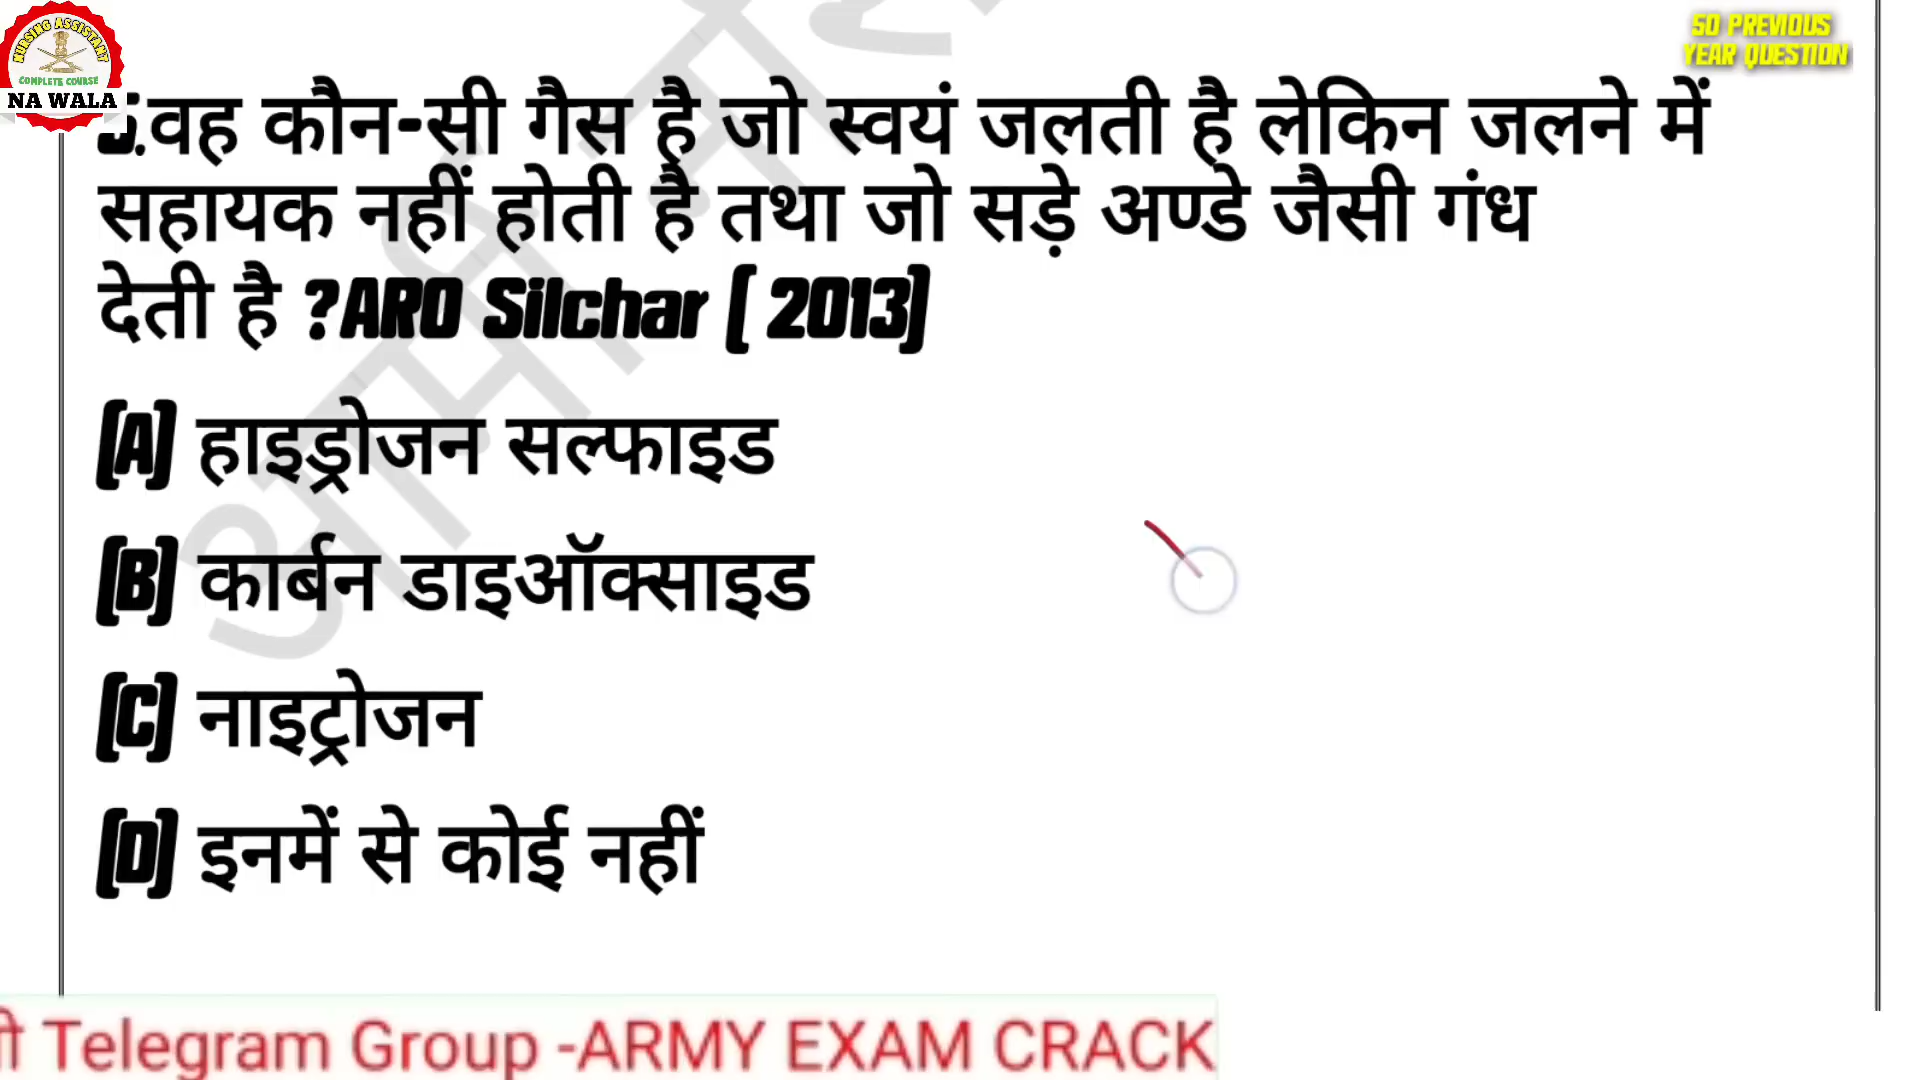 NURSING ASSISTANT
COMPLETE COURSE
NA WALA
50 PREVIOUS
YEAR QUESTION
5.वह कौन-सी गैस है जो स्वयं जलती है लेकिन जलने में
सहायक नहीं होती है तथा जो सड़े अण्डे जैसी गंध
देती है ?ARO Silchar ( 2013)
(A) हाइड्रोजन सल्फाइड
(B) कार्बन डाइऑक्साइड
(C) नाइट्रोजन
(D) इनमें से कोई नहीं
Telegram Group -ARMY EXAM CRACK